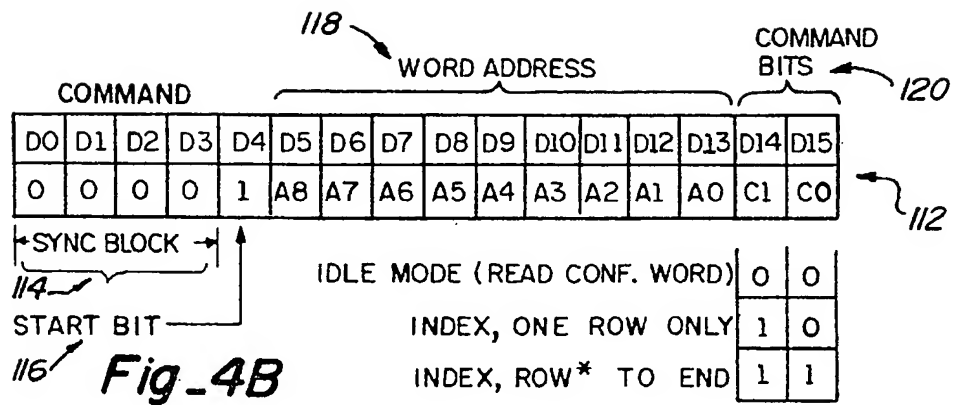 118
WORD ADDRESS
COMMAND
BITS
120
COMMAND
D0 D1 D2 D3 D4 D5 D6 D7 D8 D9 D10 D11 D12 D13 D14 D15
0 0 0 0 1 A8 A7 A6 A5 A4 A3 A2 A1 A0 C1 C0
112
SYNC BLOCK
114
START BIT
116
Fig_4B
IDLE MODE (READ CONF. WORD) 0 0
INDEX, ONE ROW ONLY 1 0
INDEX, ROW* TO END 1 1